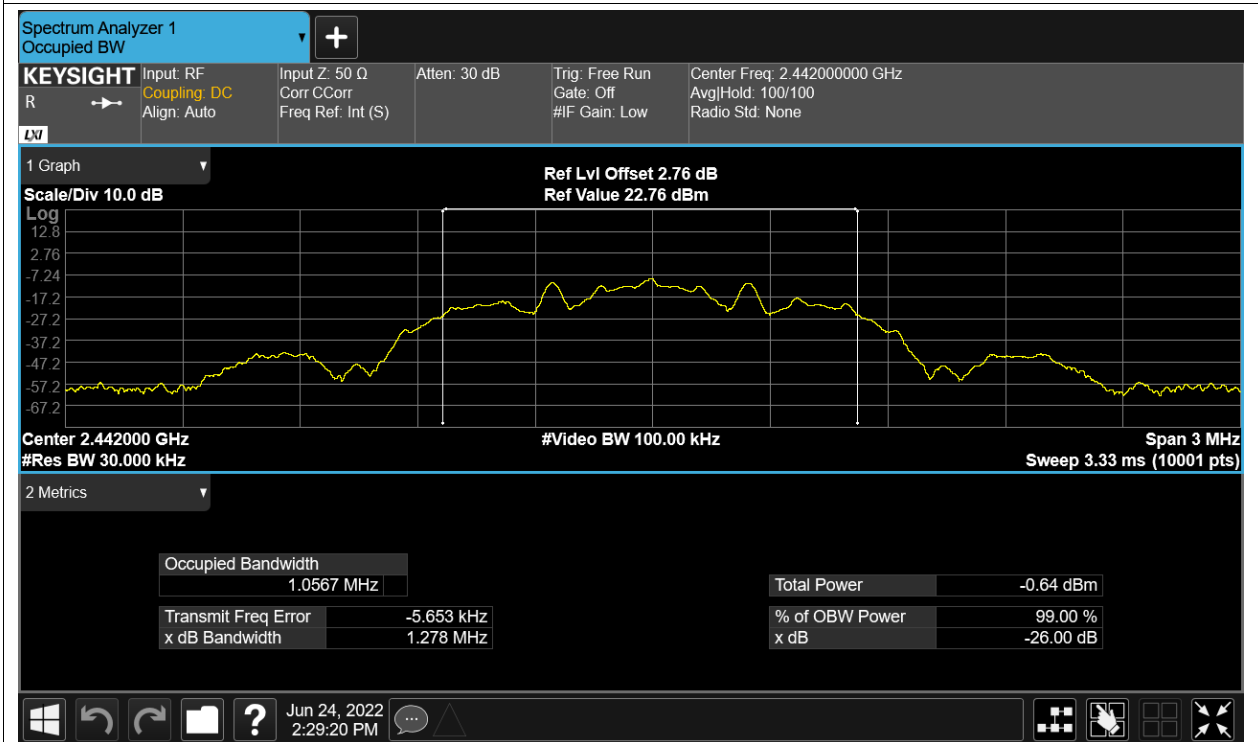 Spectrum Analyzer 1
Occupied BW
KEYSIGHT
R
LXI
Input: RF
Coupling: DC
Align: Auto
Input Z: 50 Ω
Corr CCorr
Freq Ref: Int (S)
Atten: 30 dB
Trig: Free Run
Gate: Off
#IF Gain: Low
Center Freq: 2.442000000 GHz
Avg|Hold: 100/100
Radio Std: None
1 Graph
Scale/Div 10.0 dB
Ref Lvl Offset 2.76 dB
Ref Value 22.76 dBm
Log
12.8
2.76
-7.24
-17.2
-27.2
-37.2
-47.2
-57.2
-67.2
Center 2.442000 GHz
#Res BW 30.000 kHz
#Video BW 100.00 kHz
Span 3 MHz
Sweep 3.33 ms (10001 pts)
2 Metrics
Occupied Bandwidth
1.0567 MHz
Transmit Freq Error -5.653 kHz
x dB Bandwidth 1.278 MHz
Total Power -0.64 dBm
% of OBW Power 99.00 %
x dB -26.00 dB
?
Jun 24, 2022
2:29:20 PM